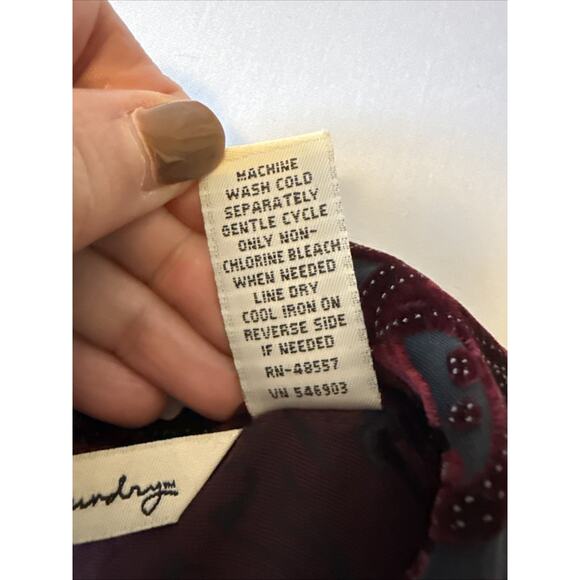 MACHINE
WASH COLD
SEPARATELY
GENTLE CYCLE
ONLY NON-
CHLORINE BLEACH
WHEN NEEDED
LINE DRY
COOL IRON ON
REVERSE SIDE
IF NEEDED
RN-48557
VN 546903
undry™